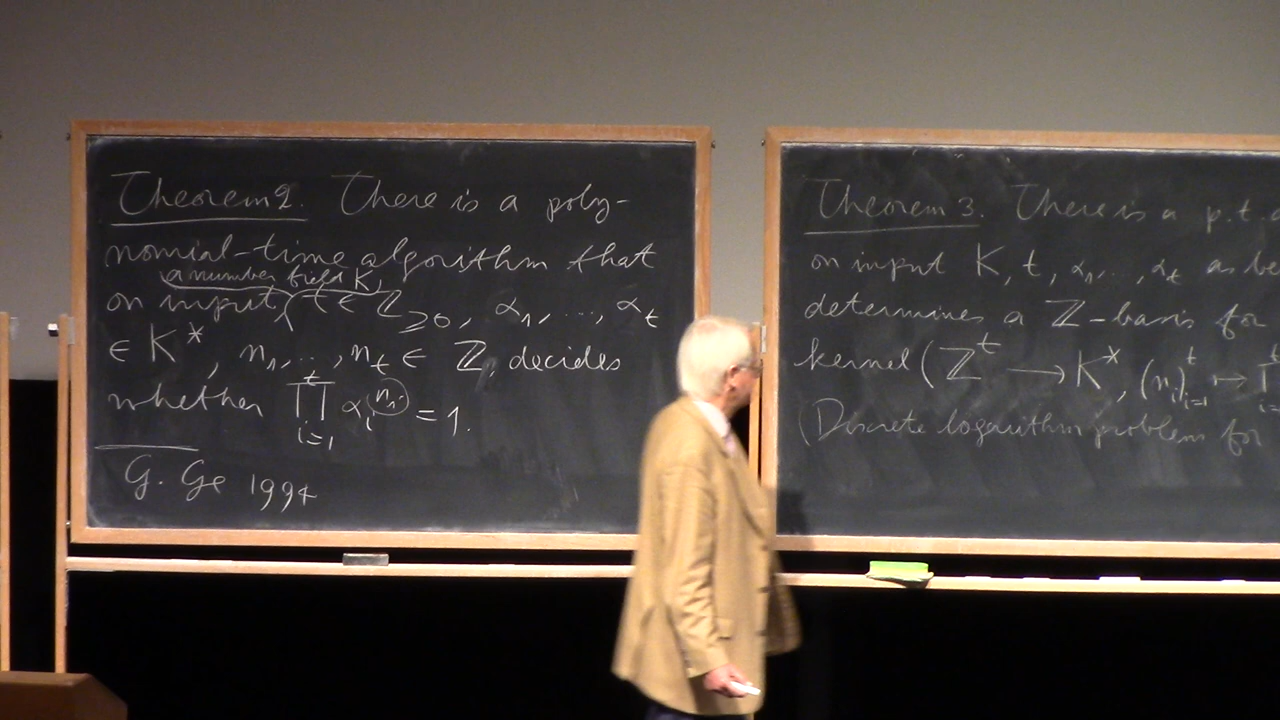 Theorem 2. There is a poly-
nomial-time algorithm that
a number field K,
on input t ∈ ℤ≥0, α₁, ..., αt
∈ K*, n₁, ..., nt ∈ ℤ, decides
whether ∏_{i=1}^{t} αᵢ^{nᵢ} = 1.
G. Ge 1994
Theorem 3. There is a p.t. a
on input K, t, α₁, ..., αt as be
determines a ℤ-basis for
kernel (ℤ^t → K*, (nᵢ)_{i=1}^{t} ↦ ∏_{i=
(Discrete logarithm problem for